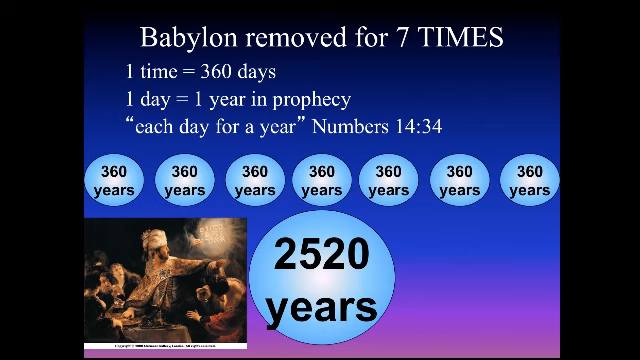 Babylon removed for 7 TIMES
1 time = 360 days
1 day = 1 year in prophecy
“each day for a year” Numbers 14:34
360 years
360 years
360 years
360 years
360 years
360 years
360 years
2520
years